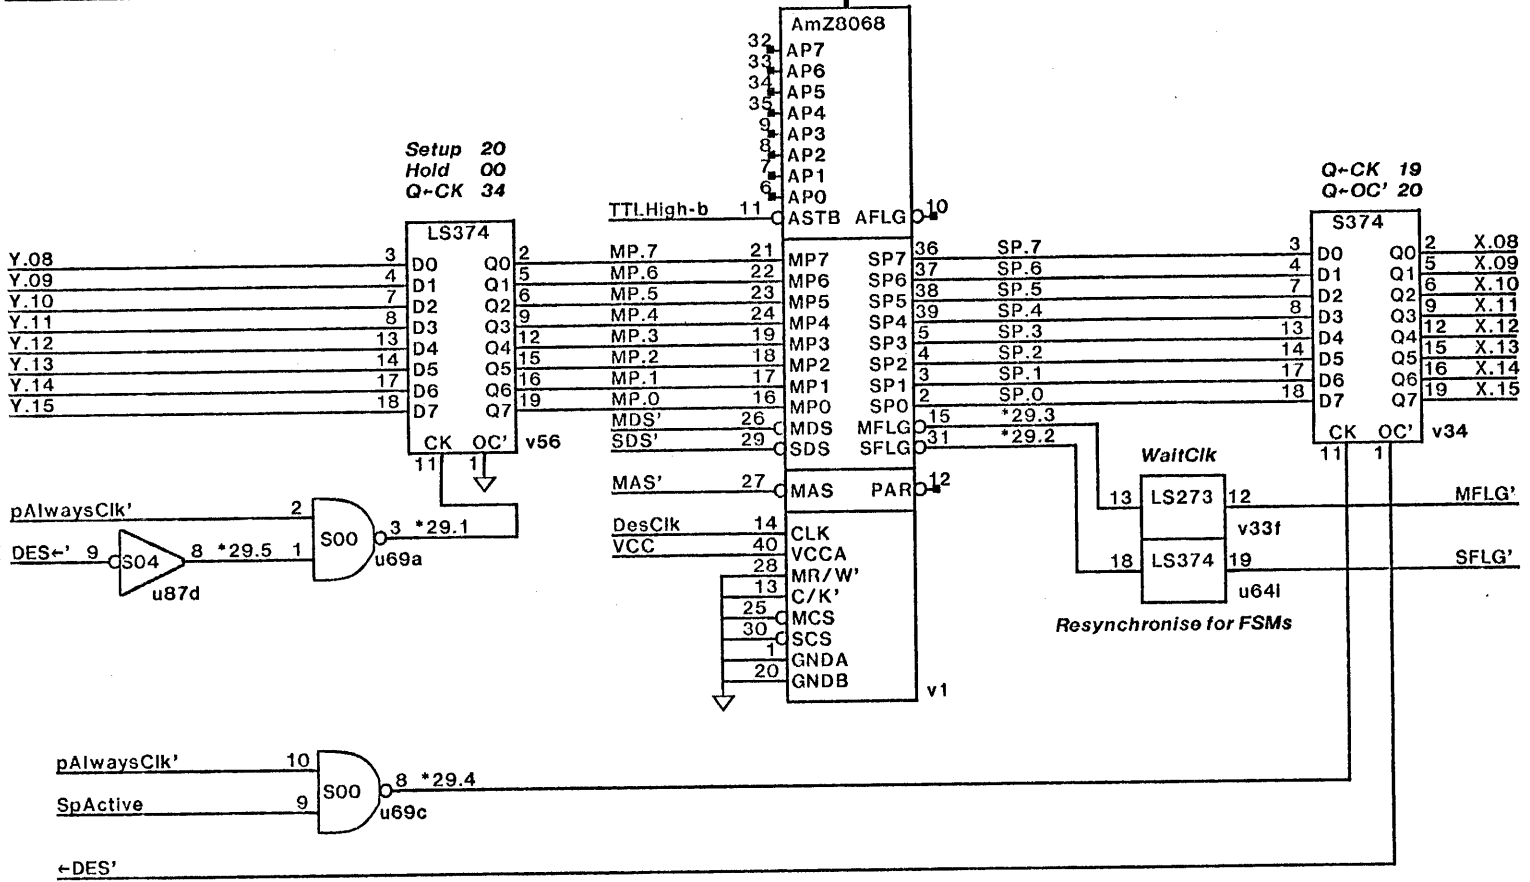 AmZ8068
32 AP7
33 AP6
34 AP5
35 AP4
9 AP3
8 AP2
7 AP1
6 AP0
TTLHigh-b 11 ASTB AFLG 10
Setup 20
Hold 00
Q←CK 34
LS374
Q←CK 19
Q←OC' 20
S374
Y.08 3 D0 Q0 2 MP.7 21 MP7 SP7 36 SP.7 3 D0 Q0 2 X.08
Y.09 4 D1 Q1 5 MP.6 22 MP6 SP6 37 SP.6 4 D1 Q1 5 X.09
Y.10 7 D2 Q2 6 MP.5 23 MP5 SP5 38 SP.5 7 D2 Q2 6 X.10
Y.11 8 D3 Q3 9 MP.4 24 MP4 SP4 39 SP.4 8 D3 Q3 9 X.11
Y.12 13 D4 Q4 12 MP.3 19 MP3 SP3 5 SP.3 13 D4 Q4 12 X.12
Y.13 14 D5 Q5 15 MP.2 18 MP2 SP2 4 SP.2 14 D5 Q5 15 X.13
Y.14 17 D6 Q6 16 MP.1 17 MP1 SP1 3 SP.1 17 D6 Q6 16 X.14
Y.15 18 D7 Q7 19 MP.0 16 MP0 SP0 2 SP.0 18 D7 Q7 19 X.15
CK OC' v56
11 1
MDS' 26 MDS MFLG 15 *29.3
SDS' 29 SDS SFLG 31 *29.2
CK OC' v34
11 1
MAS' 27 MAS PAR 12
WaitClk
13 LS273 12 MFLG'
v33f
18 LS374 19 SFLG'
u64l
Resynchronise for FSMs
pAlwaysClk' 2 S00 3 *29.1
u69a
DES←' 9 S04 8 *29.5 1
u87d
DesClk 14 CLK
VCC 40 VCCA
28 MR/W'
13 C/K'
25 MCS
30 SCS
1 GNDA
20 GNDB
v1
pAlwaysClk' 10 S00 8 *29.4
SpActive 9 u69c
←DES'